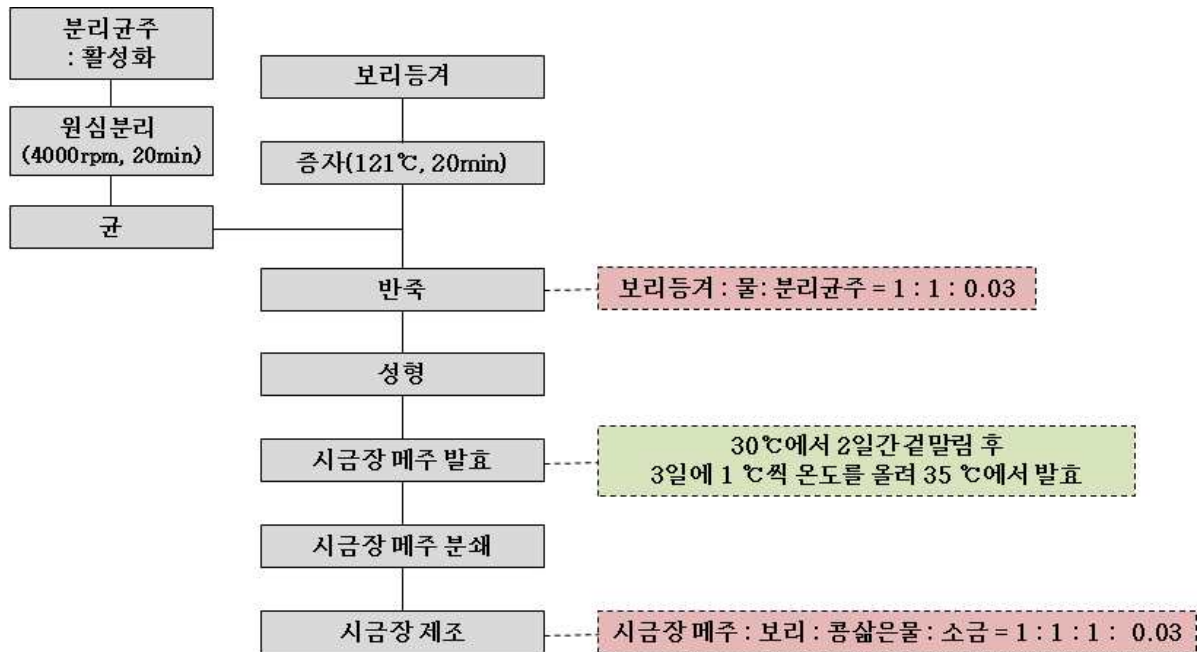 분리균주
: 활성화
원심분리
(4000rpm, 20min)
균
보리등겨
증자(121℃, 20min)
반죽
보리등겨 : 물: 분리균주 = 1 : 1 : 0.03
성형
시금장 메주 발효
30℃에서 2일간 겉말림 후
3일에 1 ℃씩 온도를 올려 35 ℃에서 발효
시금장 메주 분쇄
시금장 제조
시금장 메주 : 보리 : 콩삶은물 : 소금 = 1 : 1 : 1 : 0.03